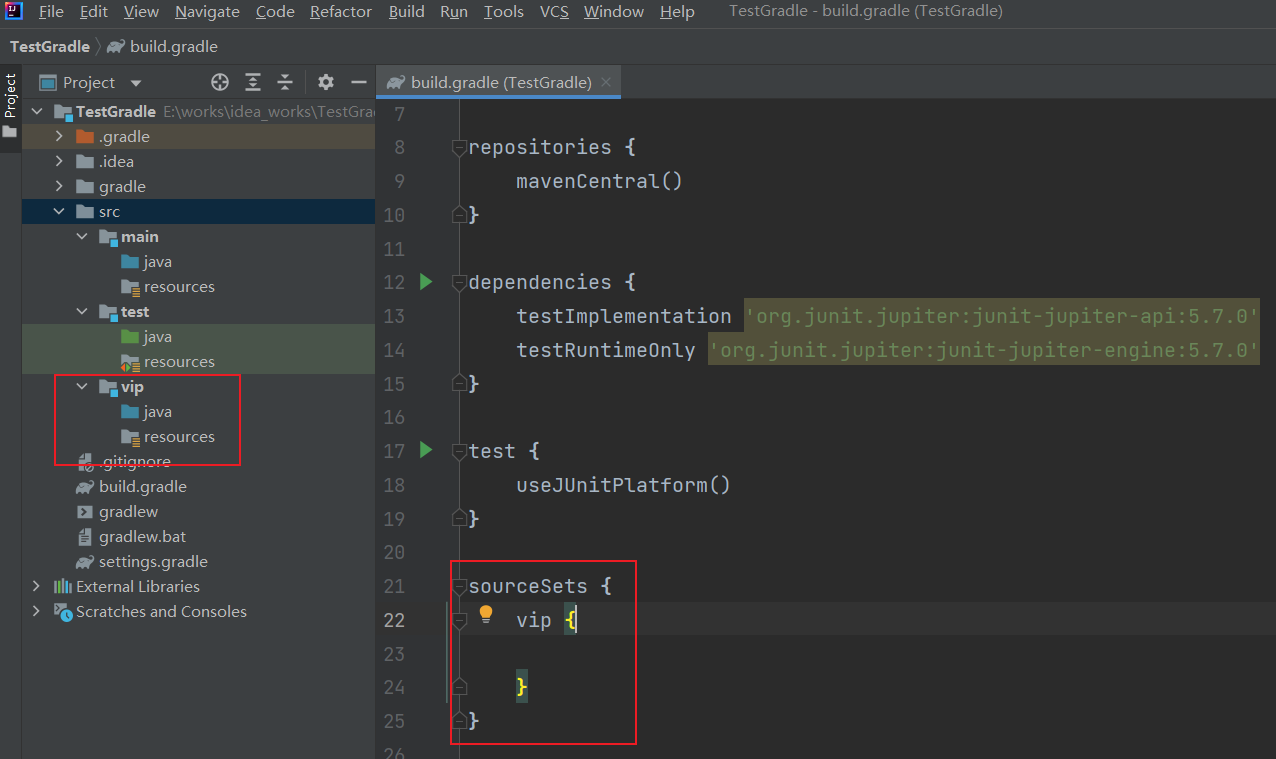 File Edit View Navigate Code Refactor Build Run Tools VCS Window Help TestGradle - build.gradle (TestGradle)
TestGradle build.gradle
Project
Project
build.gradle (TestGradle)
TestGradle E:\works\idea_works\TestGra
.gradle
.idea
gradle
src
main
java
resources
test
java
resources
vip
java
resources
.gitignore
build.gradle
gradlew
gradlew.bat
settings.gradle
External Libraries
Scratches and Consoles
7
8 repositories {
9 mavenCentral()
10 }
11
12 dependencies {
13 testImplementation 'org.junit.jupiter:junit-jupiter-api:5.7.0'
14 testRuntimeOnly 'org.junit.jupiter:junit-jupiter-engine:5.7.0'
15 }
16
17 test {
18 useJUnitPlatform()
19 }
20
21 sourceSets {
22 vip {
23
24 }
25 }
26